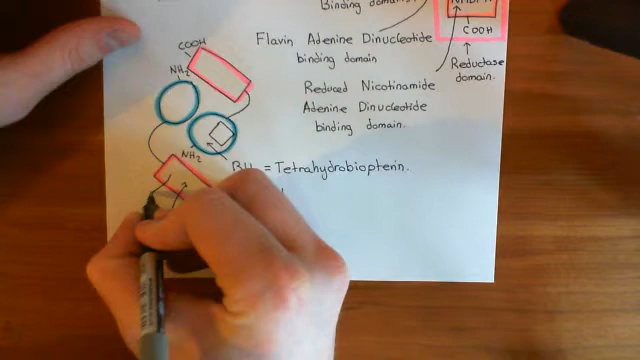 Binding domain
NADPH
COOH
Reductase
domain.
Flavin Adenine Dinucleotide
binding domain
Reduced Nicotinamide
Adenine Dinucleotide
binding domain.
COOH
NH2
NH2
= Tetrahydrobiopterin.